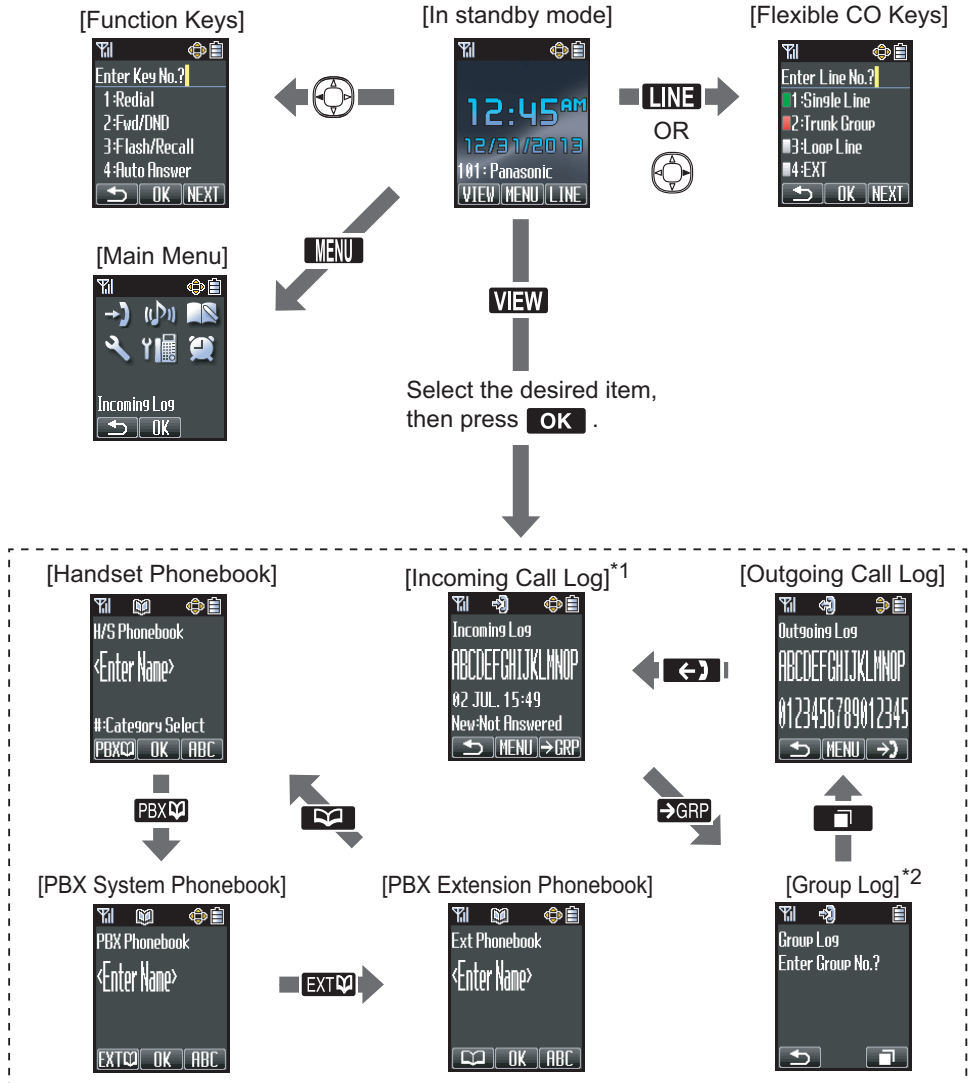 [Function Keys]
[In standby mode]
[Flexible CO Keys]
Enter Key No.?
1:Redial
2:Fwd/DND
3:Flash/Recall
4:Auto Answer
OK NEXT
12:45AM
12/31/2013
101: Panasonic
VIEW MENU LINE
LINE
OR
Enter Line No.?
1:Single Line
2:Trunk Group
3:Loop Line
4:EXT
OK NEXT
[Main Menu]
MENU
Incoming Log
OK
VIEW
Select the desired item,
then press OK .
[Handset Phonebook]
[Incoming Call Log]*1
[Outgoing Call Log]
H/S Phonebook
<Enter Name>
#:Category Select
PBX OK ABC
Incoming Log
ABCDEFGHIJKLMNOP
02 JUL. 15:49
New:Not Answered
MENU →GRP
Outgoing Log
ABCDEFGHIJKLMNOP
0123456789012345
MENU
PBX
→GRP
[PBX System Phonebook]
[PBX Extension Phonebook]
[Group Log]*2
PBX Phonebook
<Enter Name>
EXT OK ABC
EXT
Ext Phonebook
<Enter Name>
OK ABC
Group Log
Enter Group No.?